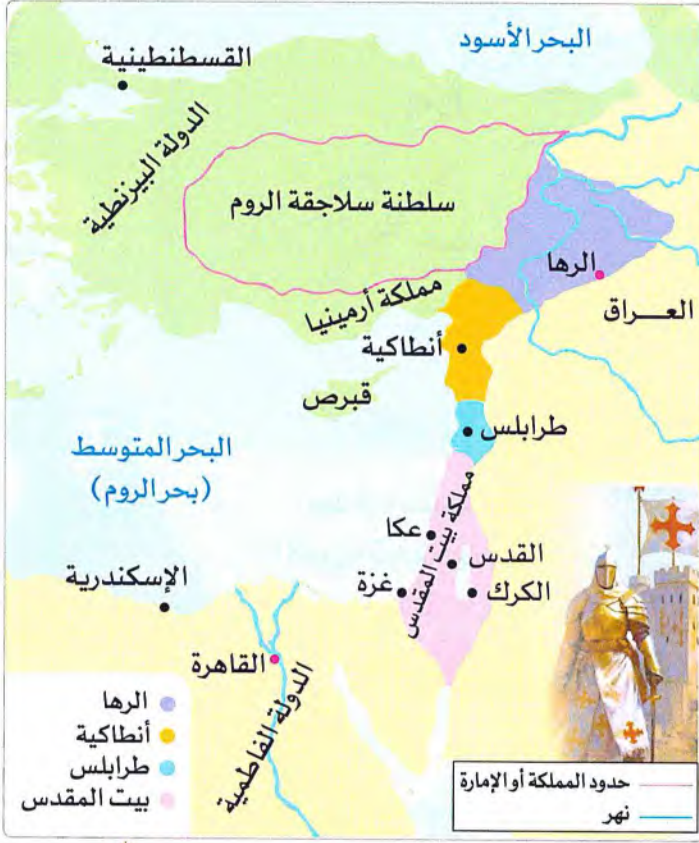 البحر الأسود
القسطنطينية
الدولة البيزنطية
سلطنة سلاجقة الروم
الرها
العـــراق
مملكة أرمينيا
أنطاكية
قبرص
طرابلس
البحر المتوسط
(بحر الروم)
مملكة بيت المقدس
عكا
القدس
الكرك
غزة
الإسكندرية
القاهرة
الدولة الفاطمية
الرها
أنطاكية
طرابلس
بيت المقدس
حدود المملكة أو الإمارة
نهر